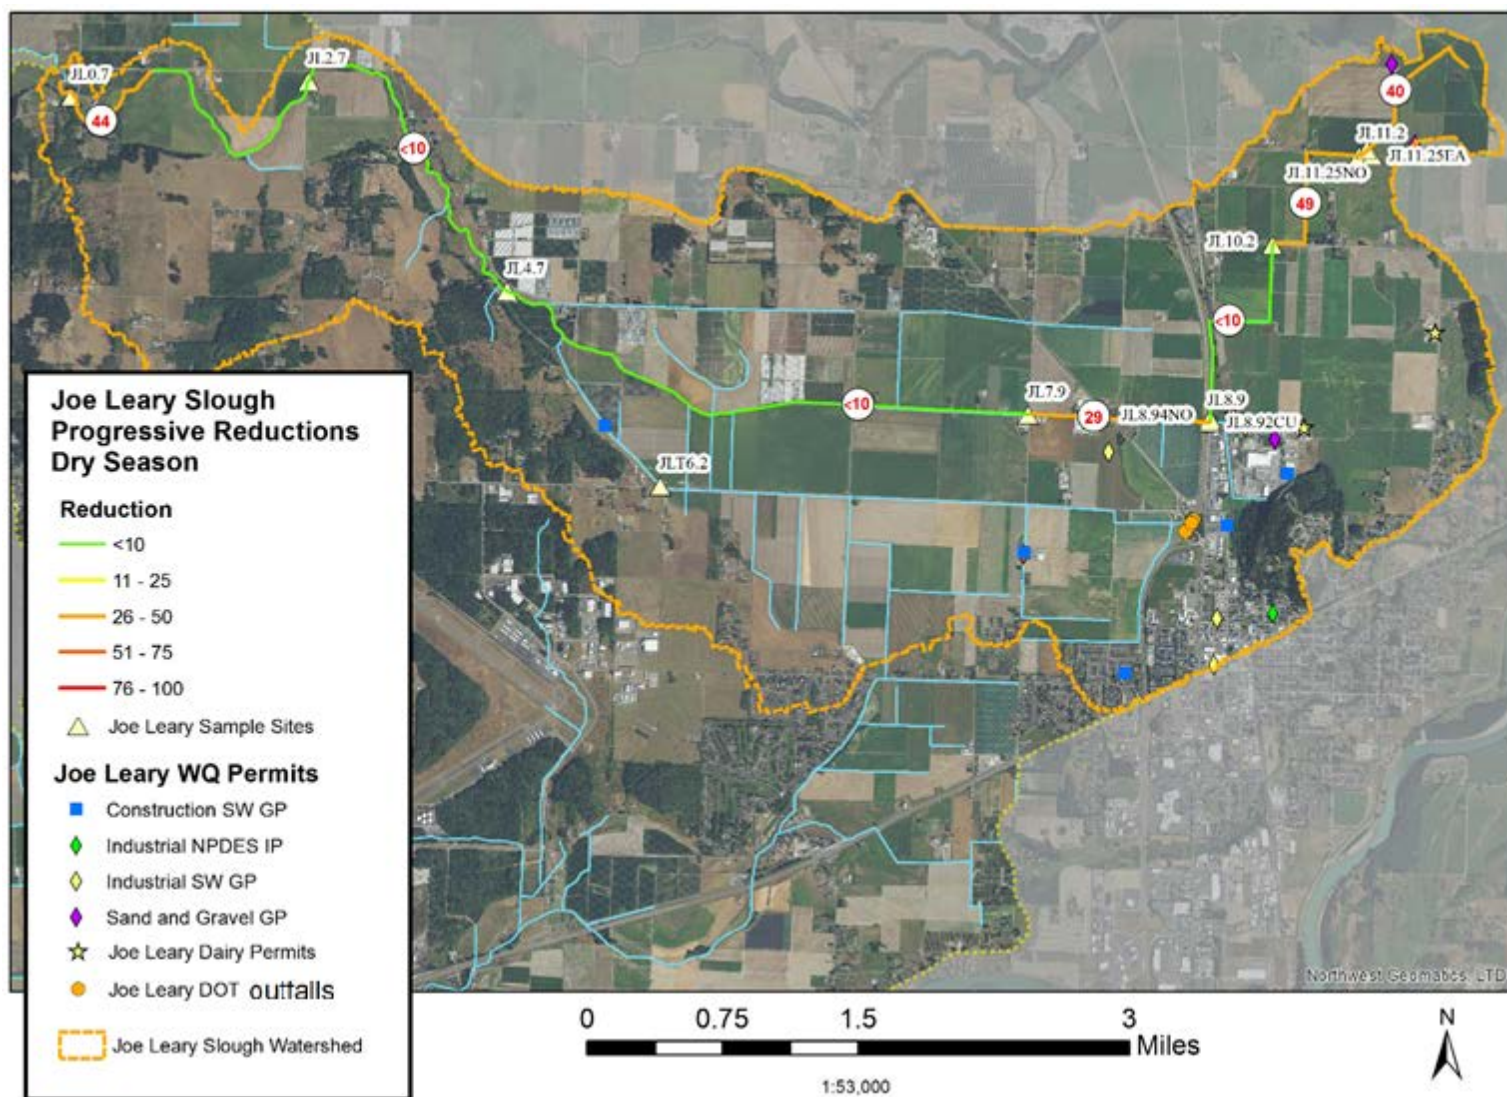 JL0.7
JL2.7
44
<10
40
JL11.2
JL11.25EA
JL11.25NO
49
JL10.2
JL4.7
<10
<10
JL7.9
29
JL8.94NO
JL8.9
JL8.92CU
JLT6.2
Joe Leary Slough
Progressive Reductions
Dry Season
Reduction
<10
11 - 25
26 - 50
51 - 75
76 - 100
Joe Leary Sample Sites
Joe Leary WQ Permits
Construction SW GP
Industrial NPDES IP
Industrial SW GP
Sand and Gravel GP
Joe Leary Dairy Permits
Joe Leary DOT outfalls
Joe Leary Slough Watershed
Northwest Geomatics, LTD
0 0.75 1.5 3
Miles
1:53,000
N